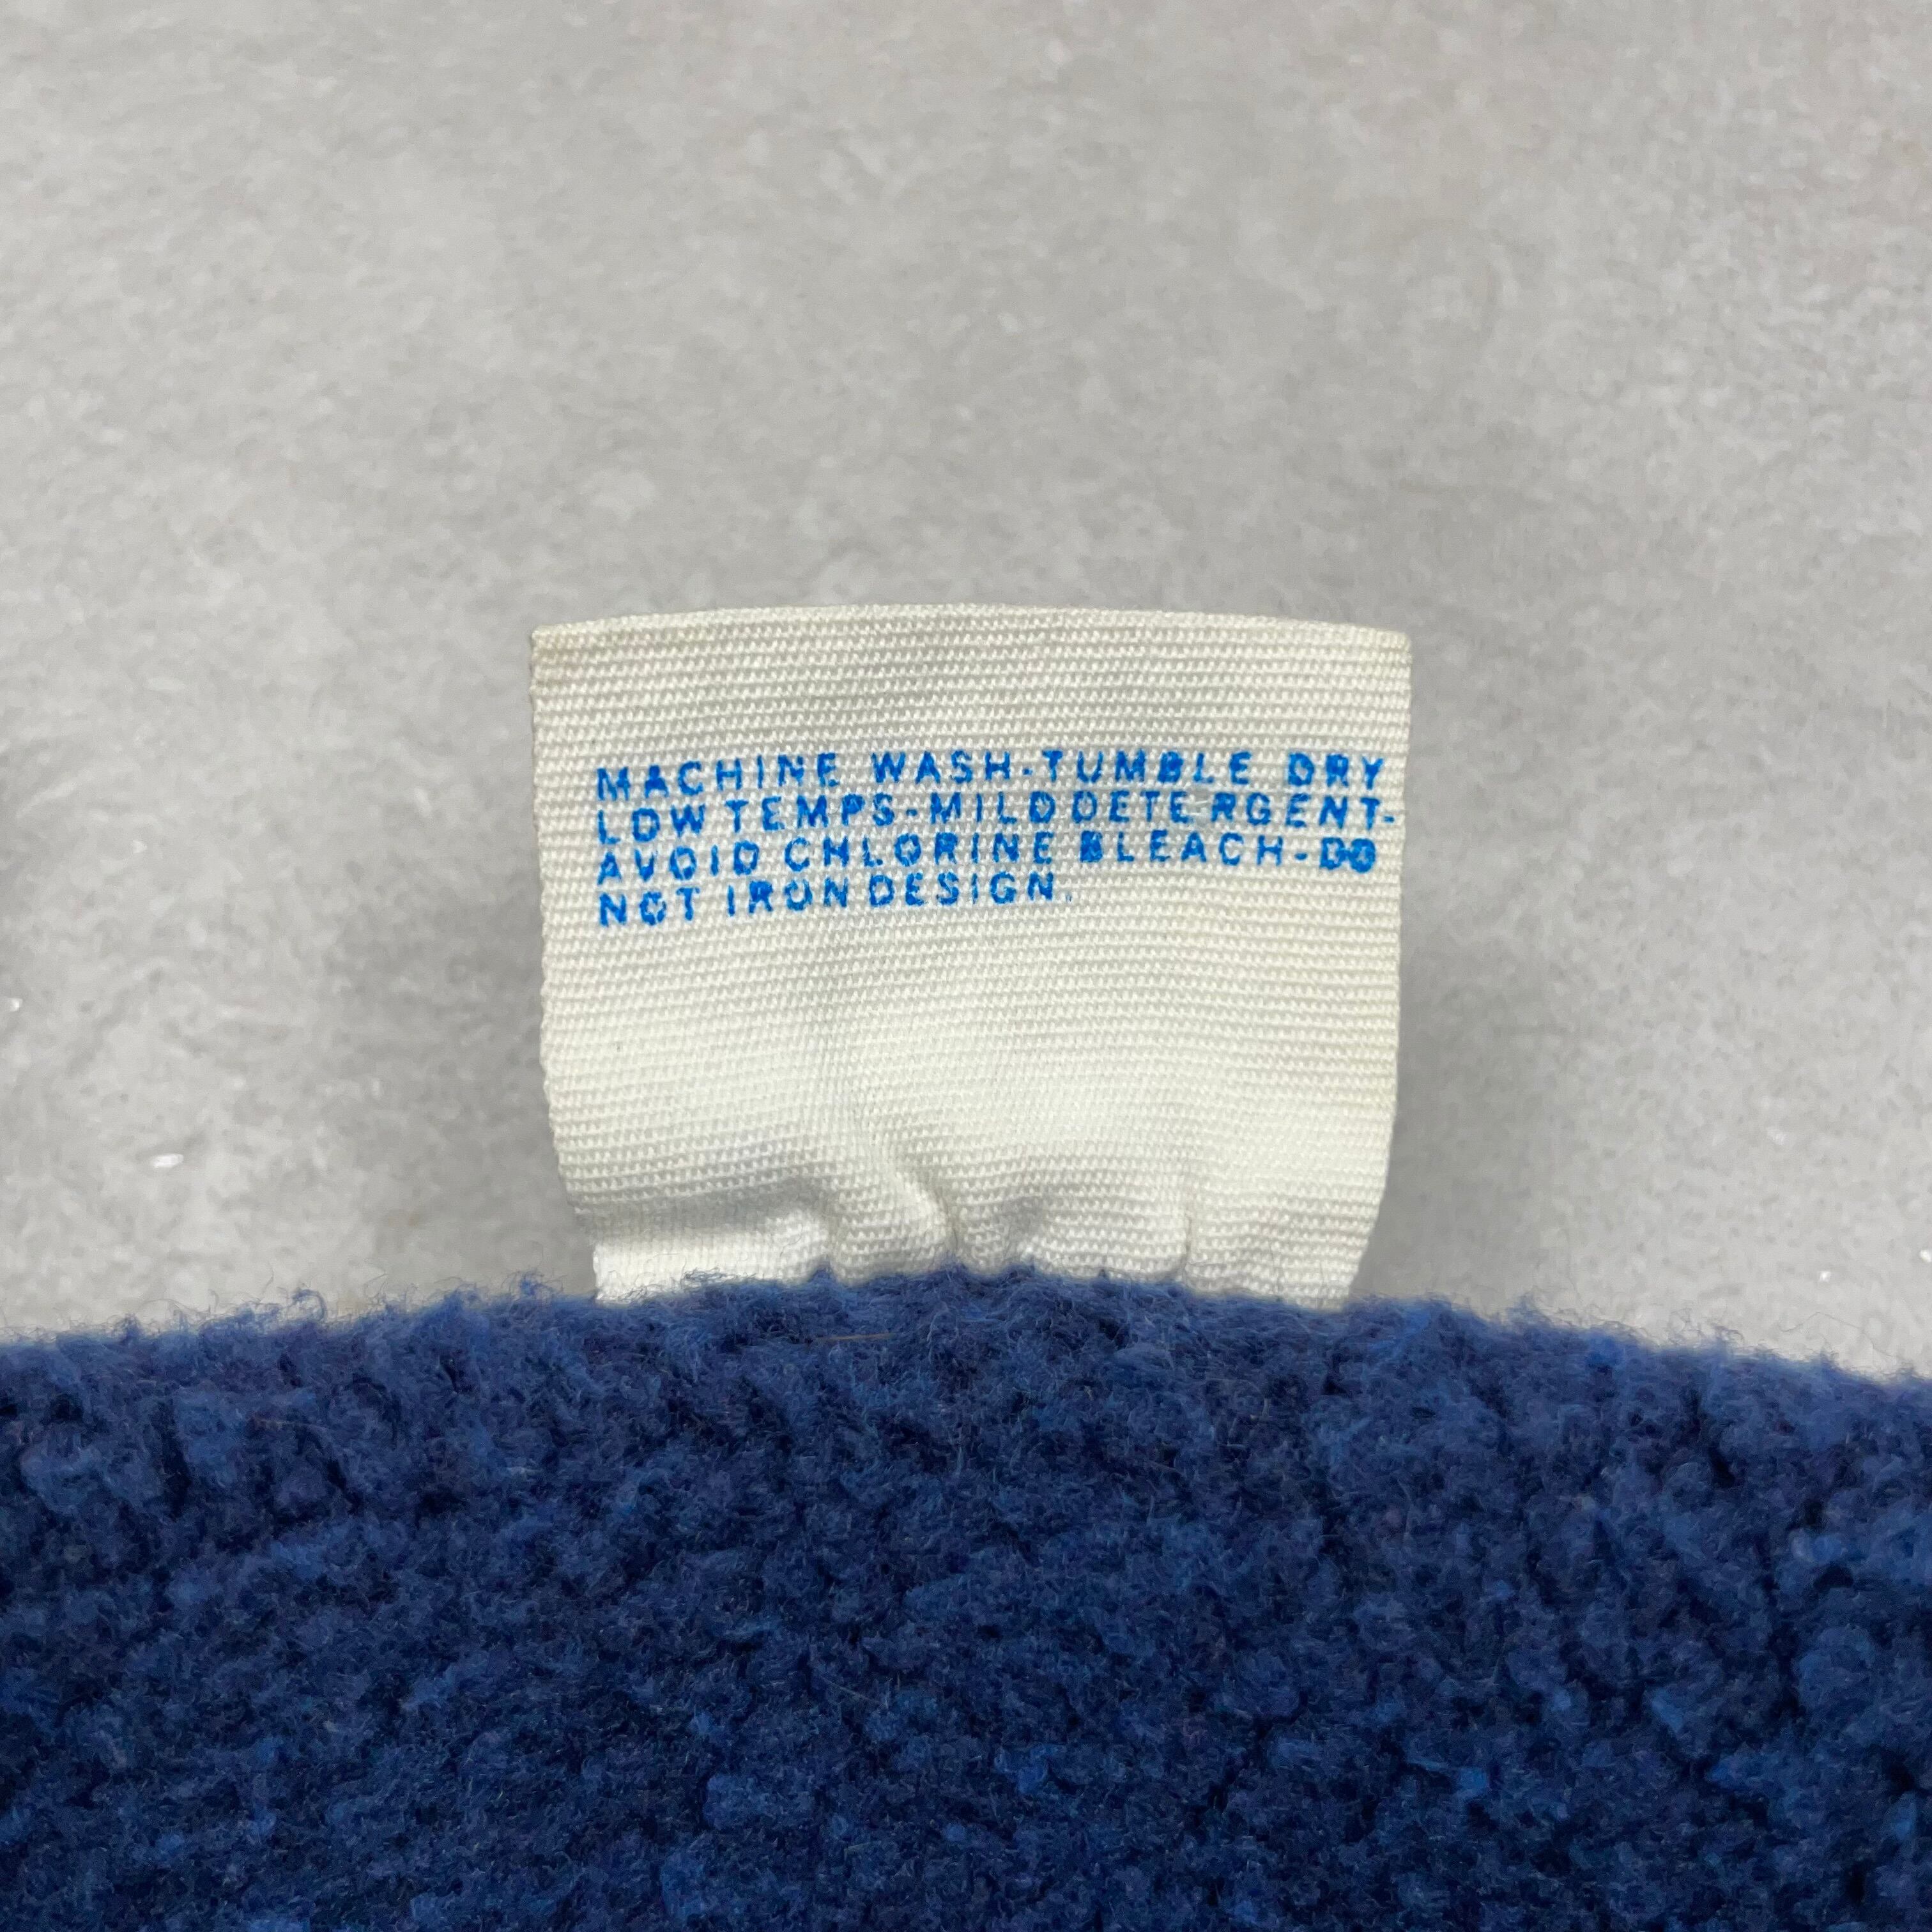 MACHINE WASH-TUMBLE DRY
LOW TEMPS-MILD DETERGENT-
AVOID CHLORINE BLEACH-DO
NOT IRON DESIGN.